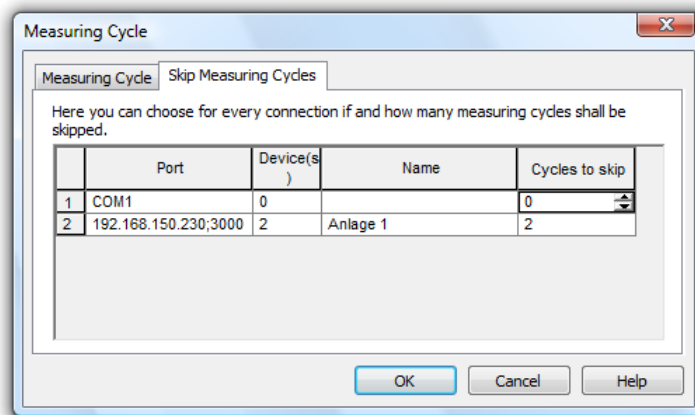 Measuring Cycle
Measuring Cycle Skip Measuring Cycles
Here you can choose for every connection if and how many measuring cycles shall be
skipped.
Port Device(s Name Cycles to skip
)
1 COM1 0 0
2 192.168.150.230;3000 2 Anlage 1 2
OK Cancel Help